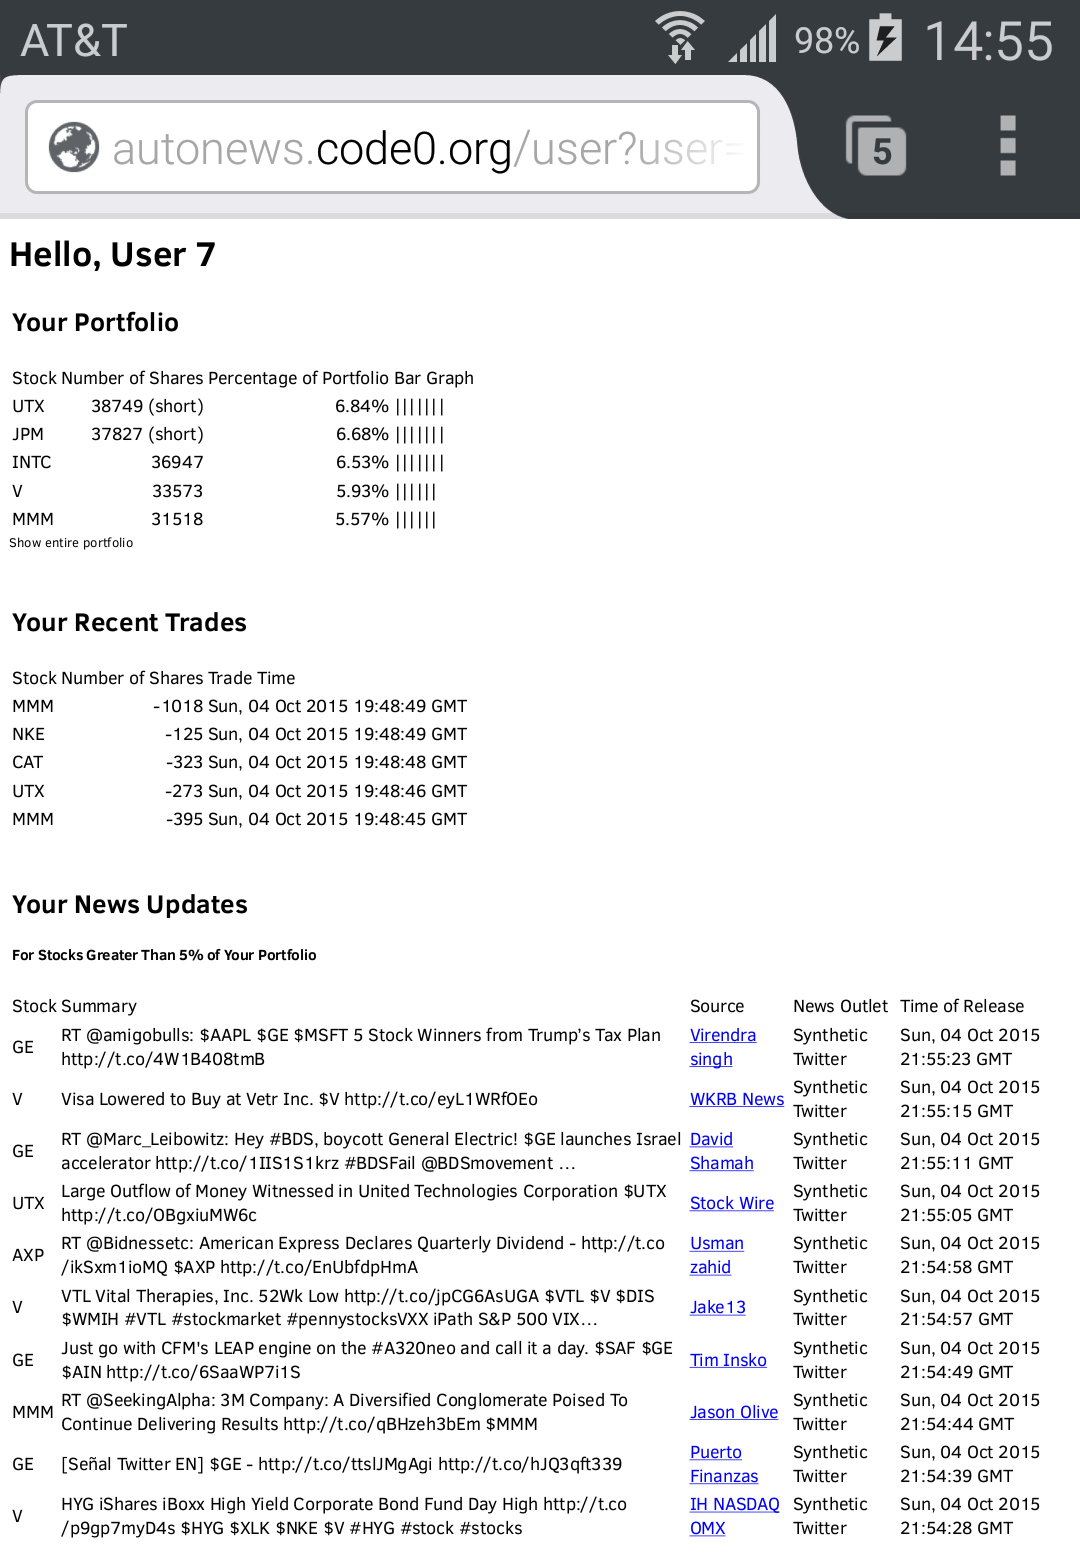 AT&T 98% 14:55
autonews.code0.org/user?user= 5
Hello, User 7
Your Portfolio
Stock Number of Shares Percentage of Portfolio Bar Graph
UTX 38749 (short) 6.84% |||||||
JPM 37827 (short) 6.68% |||||||
INTC 36947 6.53% |||||||
V 33573 5.93% ||||||
MMM 31518 5.57% ||||||
Show entire portfolio
Your Recent Trades
Stock Number of Shares Trade Time
MMM -1018 Sun, 04 Oct 2015 19:48:49 GMT
NKE -125 Sun, 04 Oct 2015 19:48:49 GMT
CAT -323 Sun, 04 Oct 2015 19:48:48 GMT
UTX -273 Sun, 04 Oct 2015 19:48:46 GMT
MMM -395 Sun, 04 Oct 2015 19:48:45 GMT
Your News Updates
For Stocks Greater Than 5% of Your Portfolio
Stock Summary Source News Outlet Time of Release
GE RT @amigobulls: $AAPL $GE $MSFT 5 Stock Winners from Trump's Tax Plan Virendra Synthetic Sun, 04 Oct 2015
http://t.co/4W1B408tmB singh Twitter 21:55:23 GMT
V Visa Lowered to Buy at Vetr Inc. $V http://t.co/eyL1WRfOEo WKRB News Synthetic Sun, 04 Oct 2015
Twitter 21:55:15 GMT
GE RT @Marc_Leibowitz: Hey #BDS, boycott General Electric! $GE launches Israel David Synthetic Sun, 04 Oct 2015
accelerator http://t.co/1IIS1S1krz #BDSFail @BDSmovement … Shamah Twitter 21:55:11 GMT
UTX Large Outflow of Money Witnessed in United Technologies Corporation $UTX Stock Wire Synthetic Sun, 04 Oct 2015
http://t.co/OBgxiuMW6c Twitter 21:55:05 GMT
AXP RT @Bidnessetc: American Express Declares Quarterly Dividend - http://t.co Usman Synthetic Sun, 04 Oct 2015
/ikSxm1ioMQ $AXP http://t.co/EnUbfdpHmA zahid Twitter 21:54:58 GMT
V VTL Vital Therapies, Inc. 52Wk Low http://t.co/jpCG6AsUGA $VTL $V $DIS Jake13 Synthetic Sun, 04 Oct 2015
$WMIH #VTL #stockmarket #pennystocksVXX iPath S&P 500 VIX… Twitter 21:54:57 GMT
GE Just go with CFM's LEAP engine on the #A320neo and call it a day. $SAF $GE Tim Insko Synthetic Sun, 04 Oct 2015
$AIN http://t.co/6SaaWP7i1S Twitter 21:54:49 GMT
MMM RT @SeekingAlpha: 3M Company: A Diversified Conglomerate Poised To Jason Olive Synthetic Sun, 04 Oct 2015
Continue Delivering Results http://t.co/qBHzeh3bEm $MMM Twitter 21:54:44 GMT
GE [Señal Twitter EN] $GE - http://t.co/ttslJMgAgi http://t.co/hJQ3qft339 Puerto Synthetic Sun, 04 Oct 2015
Finanzas Twitter 21:54:39 GMT
V HYG iShares iBoxx High Yield Corporate Bond Fund Day High http://t.co IH NASDAQ Synthetic Sun, 04 Oct 2015
/p9gp7myD4s $HYG $XLK $NKE $V #HYG #stock #stocks OMX Twitter 21:54:28 GMT